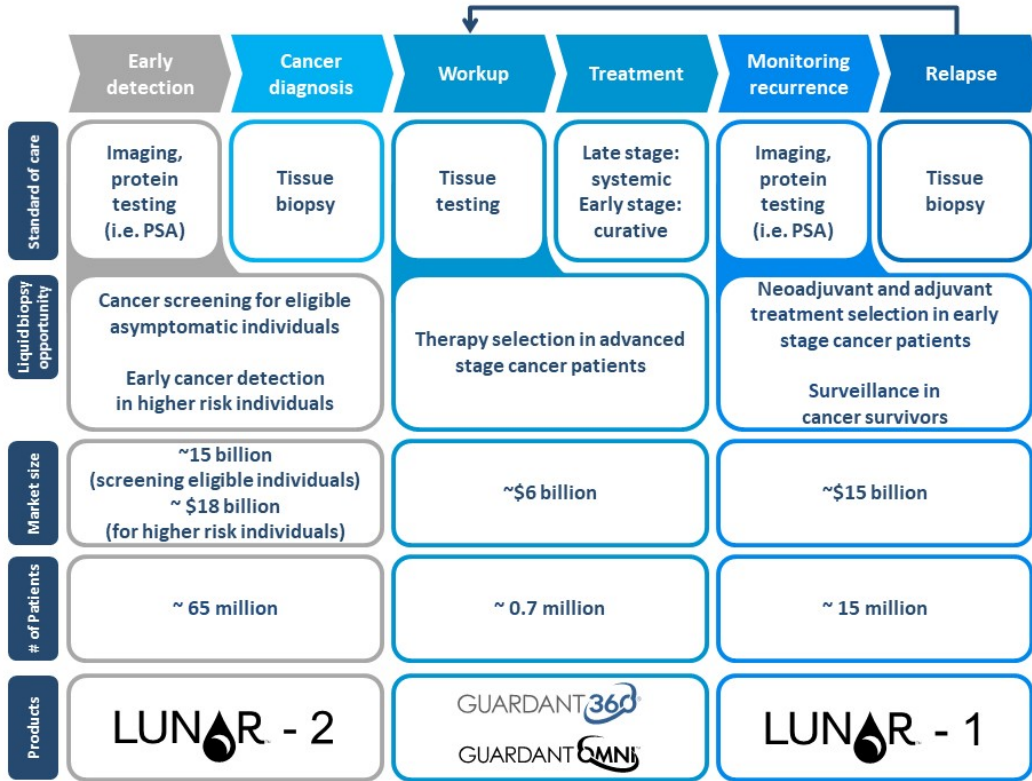 Early
detection
Cancer
diagnosis
Workup
Treatment
Monitoring
recurrence
Relapse
Standard of care
Imaging,
protein
testing
(i.e. PSA)
Tissue
biopsy
Tissue
testing
Late stage:
systemic
Early stage:
curative
Imaging,
protein
testing
(i.e. PSA)
Tissue
biopsy
Liquid biopsy
opportunity
Cancer screening for eligible
asymptomatic individuals
Early cancer detection
in higher risk individuals
Therapy selection in advanced
stage cancer patients
Neoadjuvant and adjuvant
treatment selection in early
stage cancer patients
Surveillance in
cancer survivors
Market size
~15 billion
(screening eligible individuals)
~ $18 billion
(for higher risk individuals)
~$6 billion
~$15 billion
# of Patients
~ 65 million
~ 0.7 million
~ 15 million
Products
LUNAR™ - 2
GUARDANT360®
GUARDANTOMNI™
LUNAR™ - 1